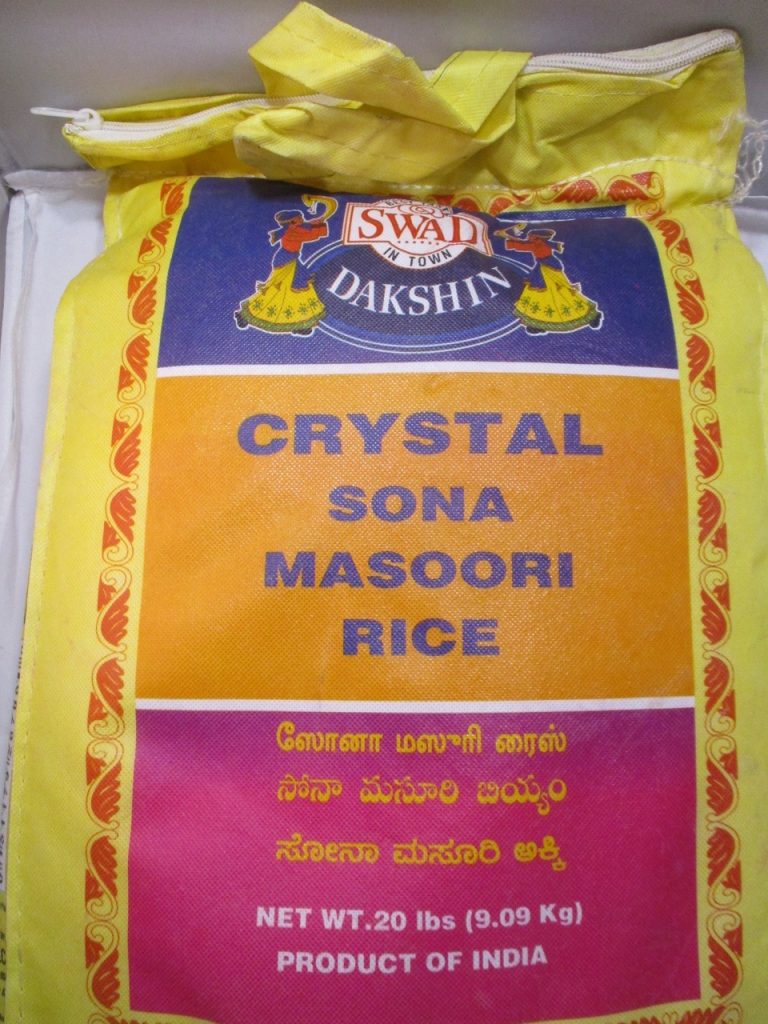 SWAD
IN TOWN
DAKSHIN
CRYSTAL
SONA
MASOORI
RICE
ஸோனா மஸுரி ரைஸ்
సోనా మసూరి బియ్యం
ಸೋನಾ ಮಸೂರಿ ಅಕ್ಕಿ
NET WT.20 lbs (9.09 Kg)
PRODUCT OF INDIA